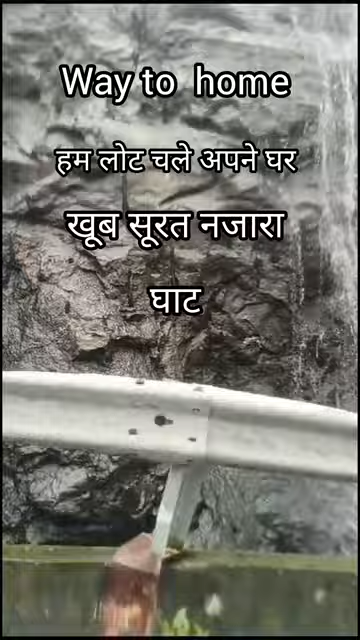 Way to home
हम लोट चले अपने घर
खूब सूरत नजारा
घाट